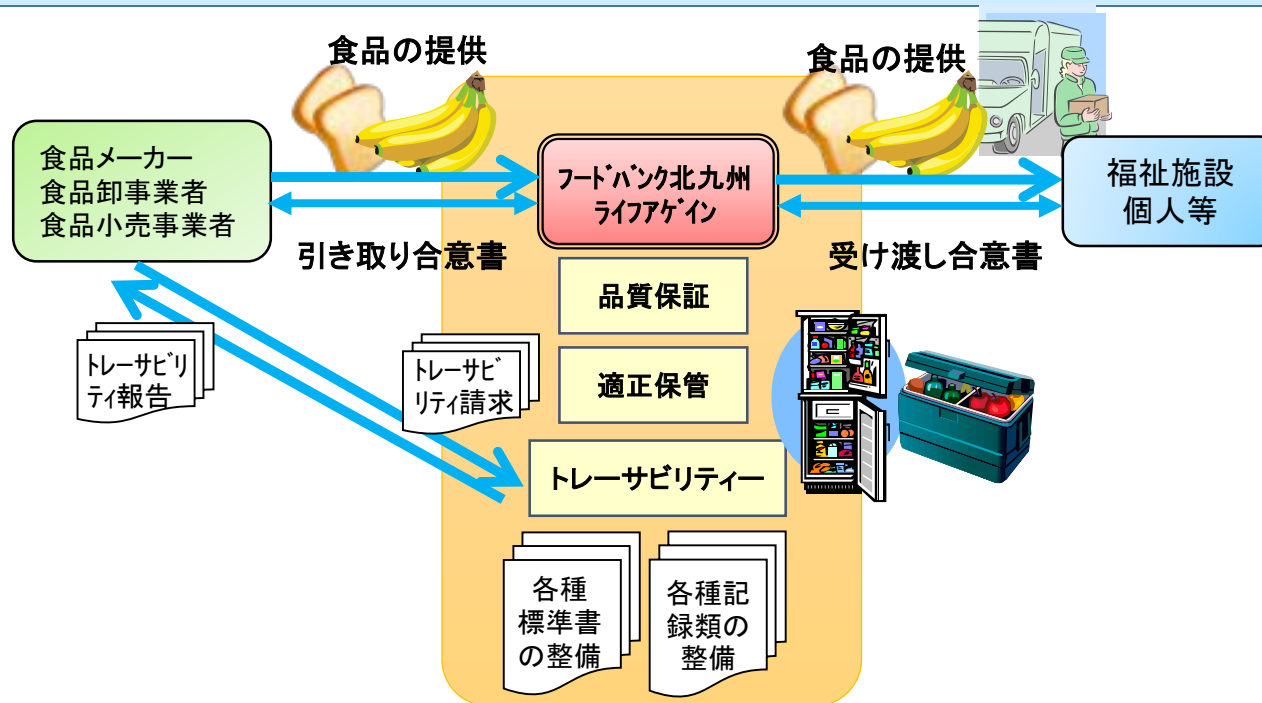 食品の提供
食品の提供
食品メーカー
食品卸事業者
食品小売事業者
フードバンク北九州
ライフアゲイン
福祉施設
個人等
引き取り合意書
受け渡し合意書
品質保証
トレーサビリ
ティ報告
トレーサビ
リティ請求
適正保管
トレーサビリティー
各種
標準書
の整備
各種記
録類の
整備